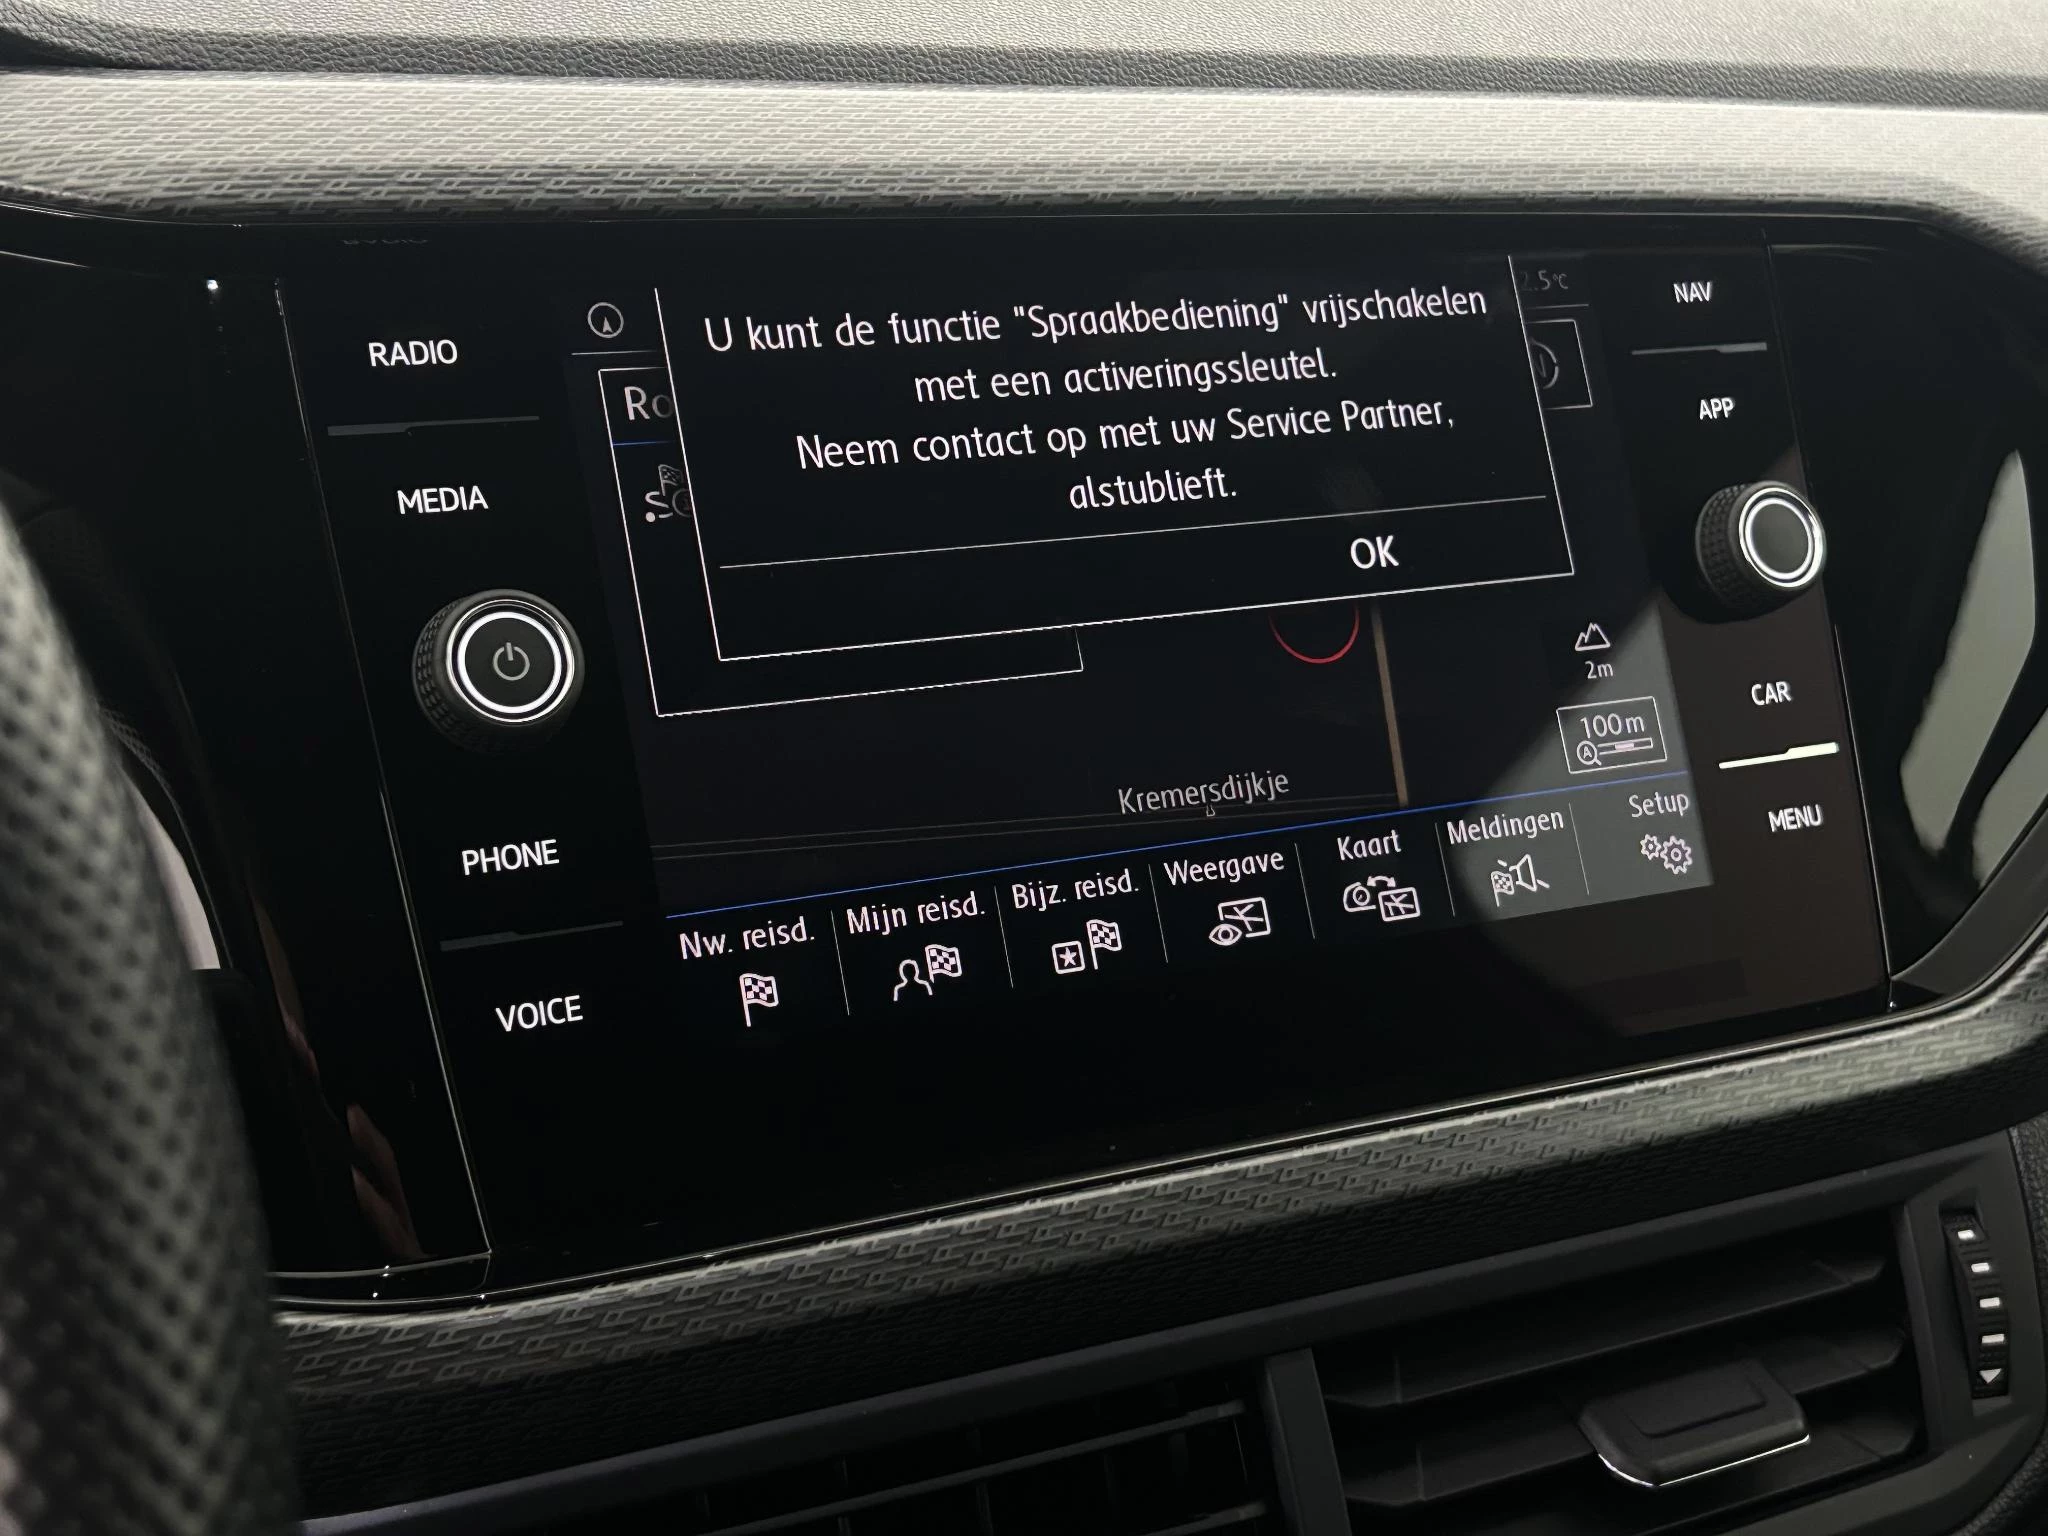 RADIO
MEDIA
PHONE
VOICE
U kunt de functie "Spraakbediening" vrijschakelen
met een activeringssleutel.
Neem contact op met uw Service Partner,
alstublieft.
OK
2m
100m
Kremersdijkje
Nw. reisd.
Mijn reisd.
Bijz. reisd.
Weergave
Kaart
Meldingen
Setup
NAV
APP
CAR
MENU